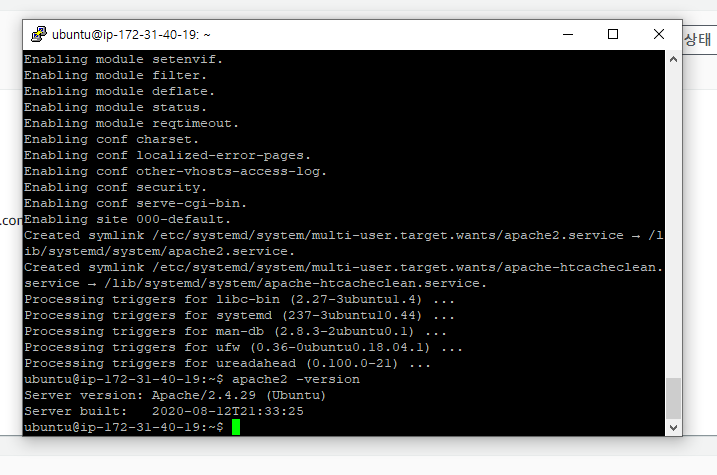 ubuntu@ip-172-31-40-19: ~
상태
Enabling module setenvif.
Enabling module filter.
Enabling module deflate.
Enabling module status.
Enabling module reqtimeout.
Enabling conf charset.
Enabling conf localized-error-pages.
Enabling conf other-vhosts-access-log.
Enabling conf security.
Enabling conf serve-cgi-bin.
Enabling site 000-default.
.com
Created symlink /etc/systemd/system/multi-user.target.wants/apache2.service → /l
ib/systemd/system/apache2.service.
Created symlink /etc/systemd/system/multi-user.target.wants/apache-htcacheclean.
service → /lib/systemd/system/apache-htcacheclean.service.
Processing triggers for libc-bin (2.27-3ubuntu1.4) ...
Processing triggers for systemd (237-3ubuntu10.44) ...
Processing triggers for man-db (2.8.3-2ubuntu0.1) ...
Processing triggers for ufw (0.36-0ubuntu0.18.04.1) ...
Processing triggers for ureadahead (0.100.0-21) ...
ubuntu@ip-172-31-40-19:~$ apache2 -version
Server version: Apache/2.4.29 (Ubuntu)
Server built:   2020-08-12T21:33:25
ubuntu@ip-172-31-40-19:~$